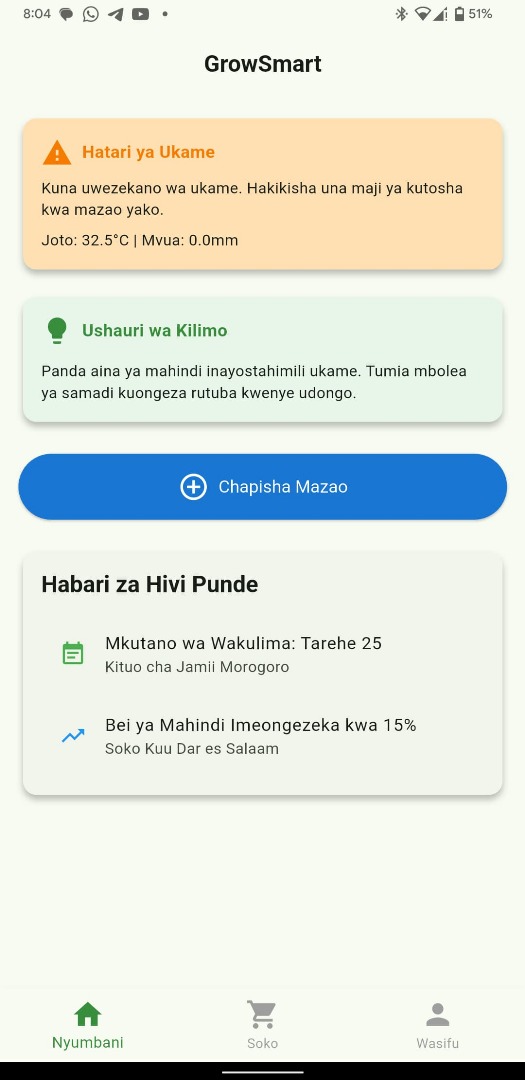 8:04
51%
GrowSmart
Hatari ya Ukame
Kuna uwezekano wa ukame. Hakikisha una maji ya kutosha
kwa mazao yako.
Joto: 32.5°C | Mvua: 0.0mm
Ushauri wa Kilimo
Panda aina ya mahindi inayostahimili ukame. Tumia mbolea
ya samadi kuongeza rutuba kwenye udongo.
Chapisha Mazao
Habari za Hivi Punde
Mkutano wa Wakulima: Tarehe 25
Kituo cha Jamii Morogoro
Bei ya Mahindi Imeongezeka kwa 15%
Soko Kuu Dar es Salaam
Nyumbani
Soko
Wasifu